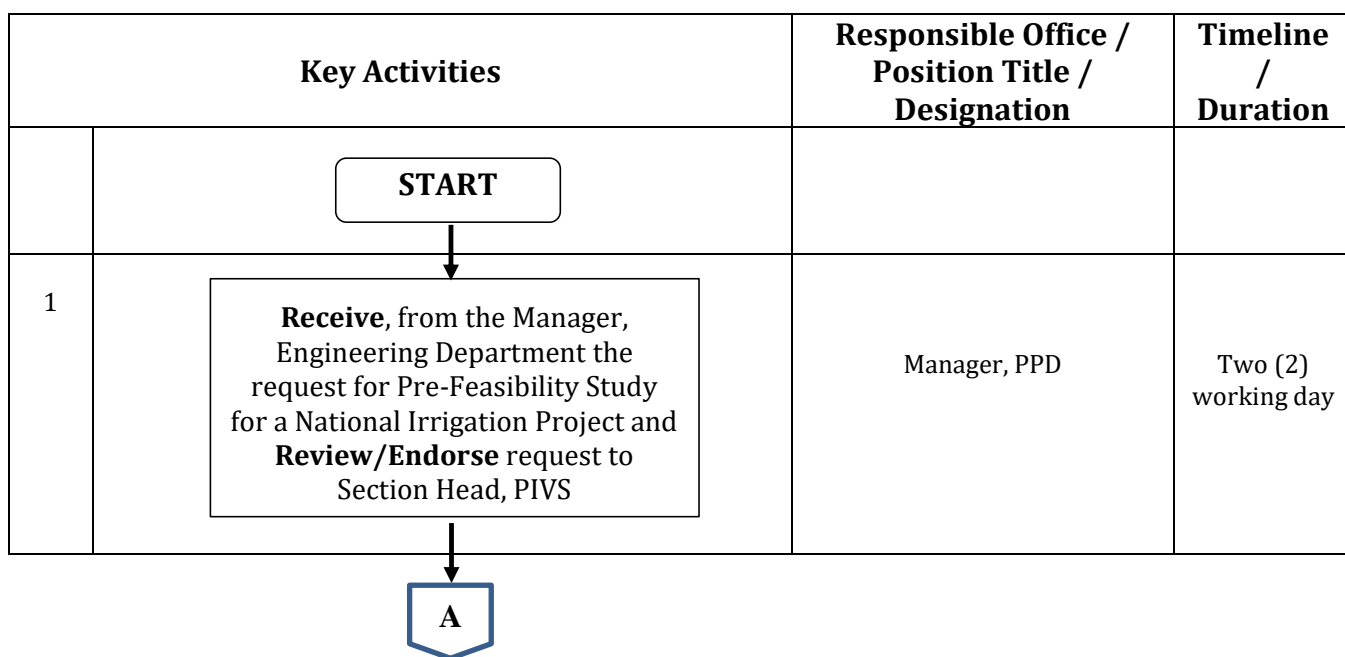 Key Activities
Responsible Office /
Position Title /
Designation
Timeline
/
Duration
START
1
Receive, from the Manager,
Engineering Department the
request for Pre-Feasibility Study
for a National Irrigation Project and
Review/Endorse request to
Section Head, PIVS
Manager, PPD
Two (2)
working day
A